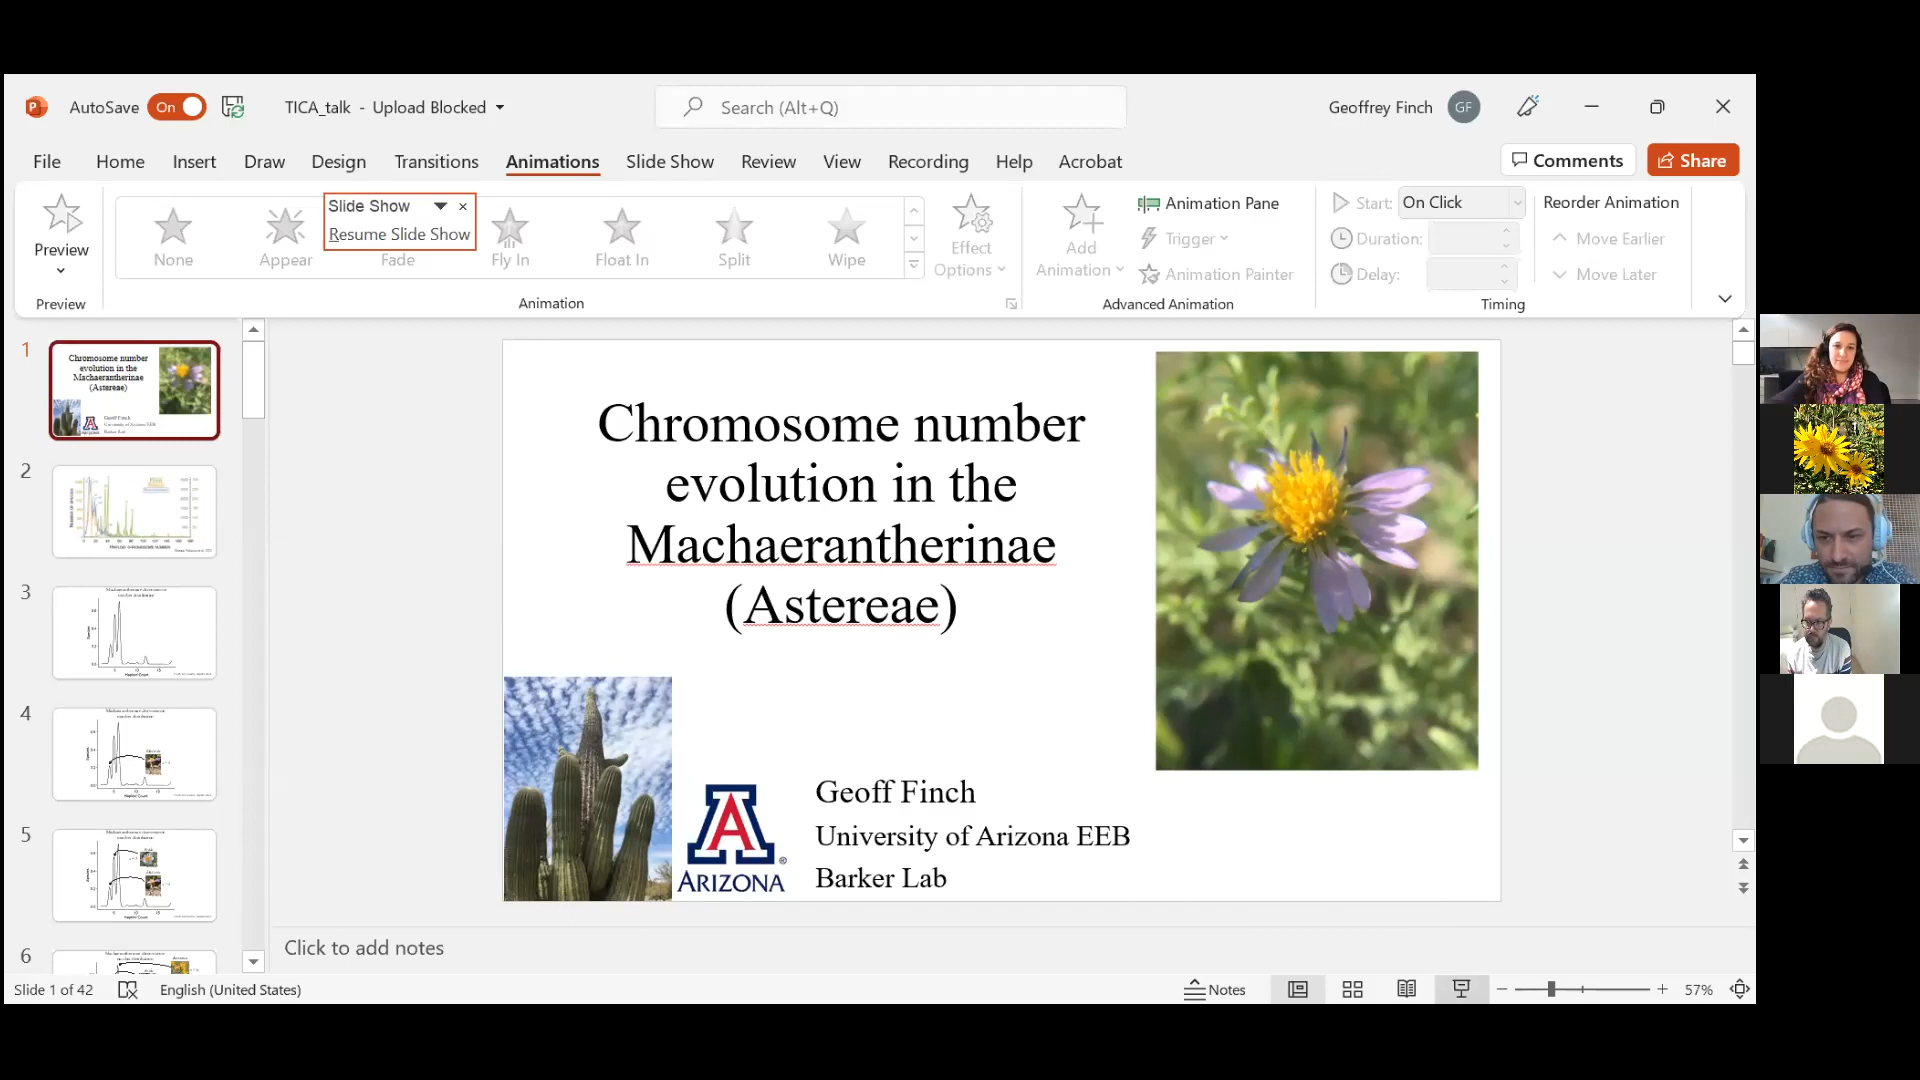 AutoSave On TICA_talk - Upload Blocked Search (Alt+Q) Geoffrey Finch GF
File Home Insert Draw Design Transitions Animations Slide Show Review View Recording Help Acrobat Comments Share
Slide Show
Resume Slide Show
Preview
Preview
None Appear Fade Fly In Float In Split Wipe
Animation
Effect
Options
Add
Animation
Animation Pane
Trigger
Animation Painter
Advanced Animation
Start: On Click
Duration:
Delay:
Reorder Animation
Move Earlier
Move Later
Timing
1
Chromosome number
evolution in the
Machaerantherinae
(Astereae)
Geoff Finch
University of Arizona EEB
Barker Lab
2
3
4
5
6
Chromosome number
evolution in the
Machaerantherinae
(Astereae)
A
ARIZONA
Geoff Finch
University of Arizona EEB
Barker Lab
Click to add notes
Slide 1 of 42 English (United States) Notes 57%